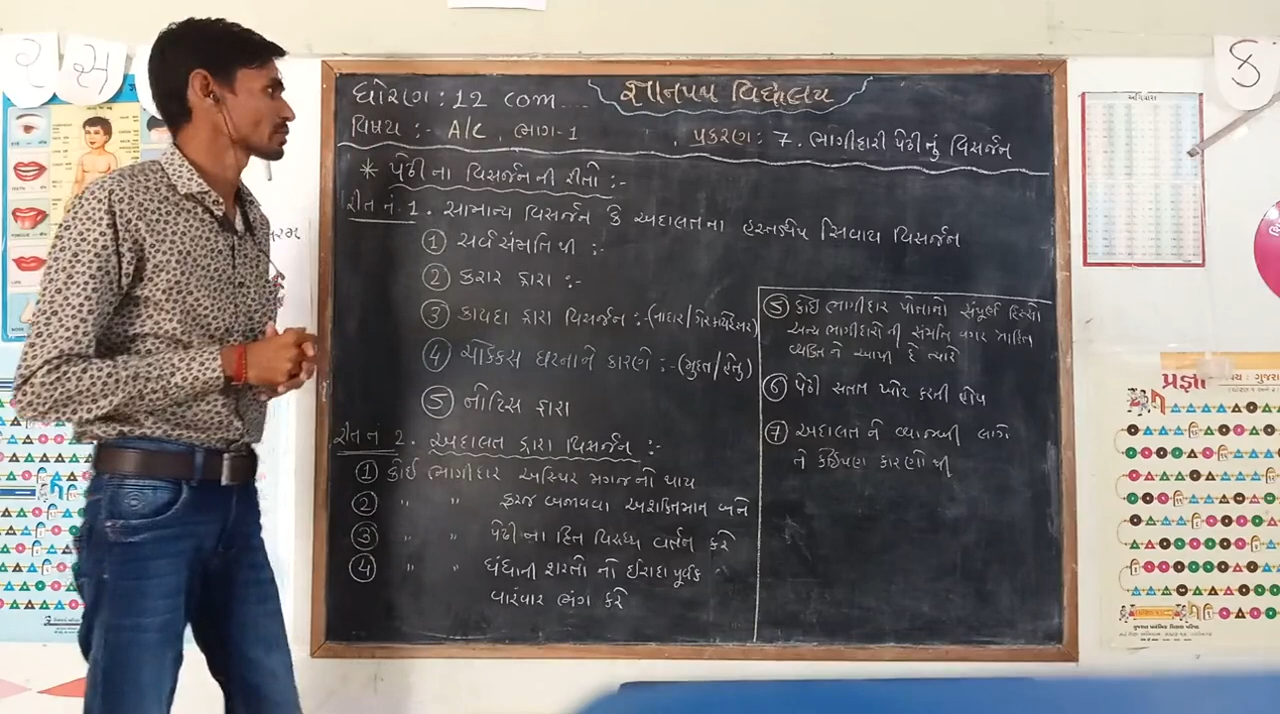 ર
સ
ક
જ્ઞાનપથ વિદ્યાલય
ધોરણ : 12 com....
વિષય :- A/C . ભાગ-1
પ્રકરણ : 7. ભાગીદારી પેઢીનું વિસર્જન
* પેઢીના વિસર્જનની રીતો :-
રીત નં. 1. સામાન્ય વિસર્જન કે અદાલતના હસ્તક્ષેપ સિવાય વિસર્જન
① સર્વસંમતિથી :-
② કરાર દ્વારા :-
③ કાયદા દ્વારા વિસર્જન :-(નાદાર/ગેરકાયદેસર)
④ ચોક્કસ ઘટનાને કારણે :-(મુદત/હેતુ)
⑤ નોટિસ દ્વારા
રીત નં 2. અદાલત દ્વારા વિસર્જન :-
① કોઈ ભાગીદાર અસ્થિર મગજનો થાય
② " " ફરજ બજાવવા અશક્તિમાન બને
③ " " પેઢીના હિત વિરુધ્ધ વર્તન કરે
④ " " ધંધાની શરતો નો ઈરાદા પૂર્વક
વારંવાર ભંગ કરે
⑤ કોઈ ભાગીદાર પોતાનો સંપૂર્ણ હિસ્સો
અન્ય ભાગીદારોની સંમતિ વગર
વ્યક્તિ ને આપી દે ત્યારે
⑥ પેઢી સતત ખોટ કરતી હોય
⑦ અદાલત ને વ્યાજબી લાગે
તે કોઈપણ કારણોથી
પ્રજ્ઞા
ગુજરા